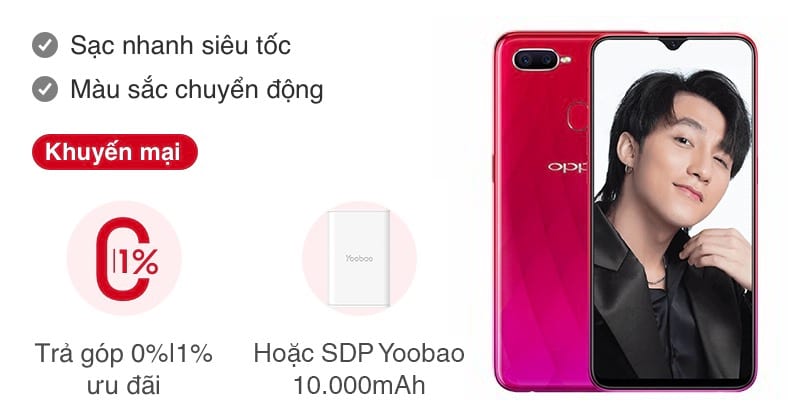 Sạc nhanh siêu tốc
Màu sắc chuyển động
Khuyến mại
0|1%
Yoobao
oppo
Trả góp 0%|1%
ưu đãi
Hoặc SDP Yoobao
10.000mAh